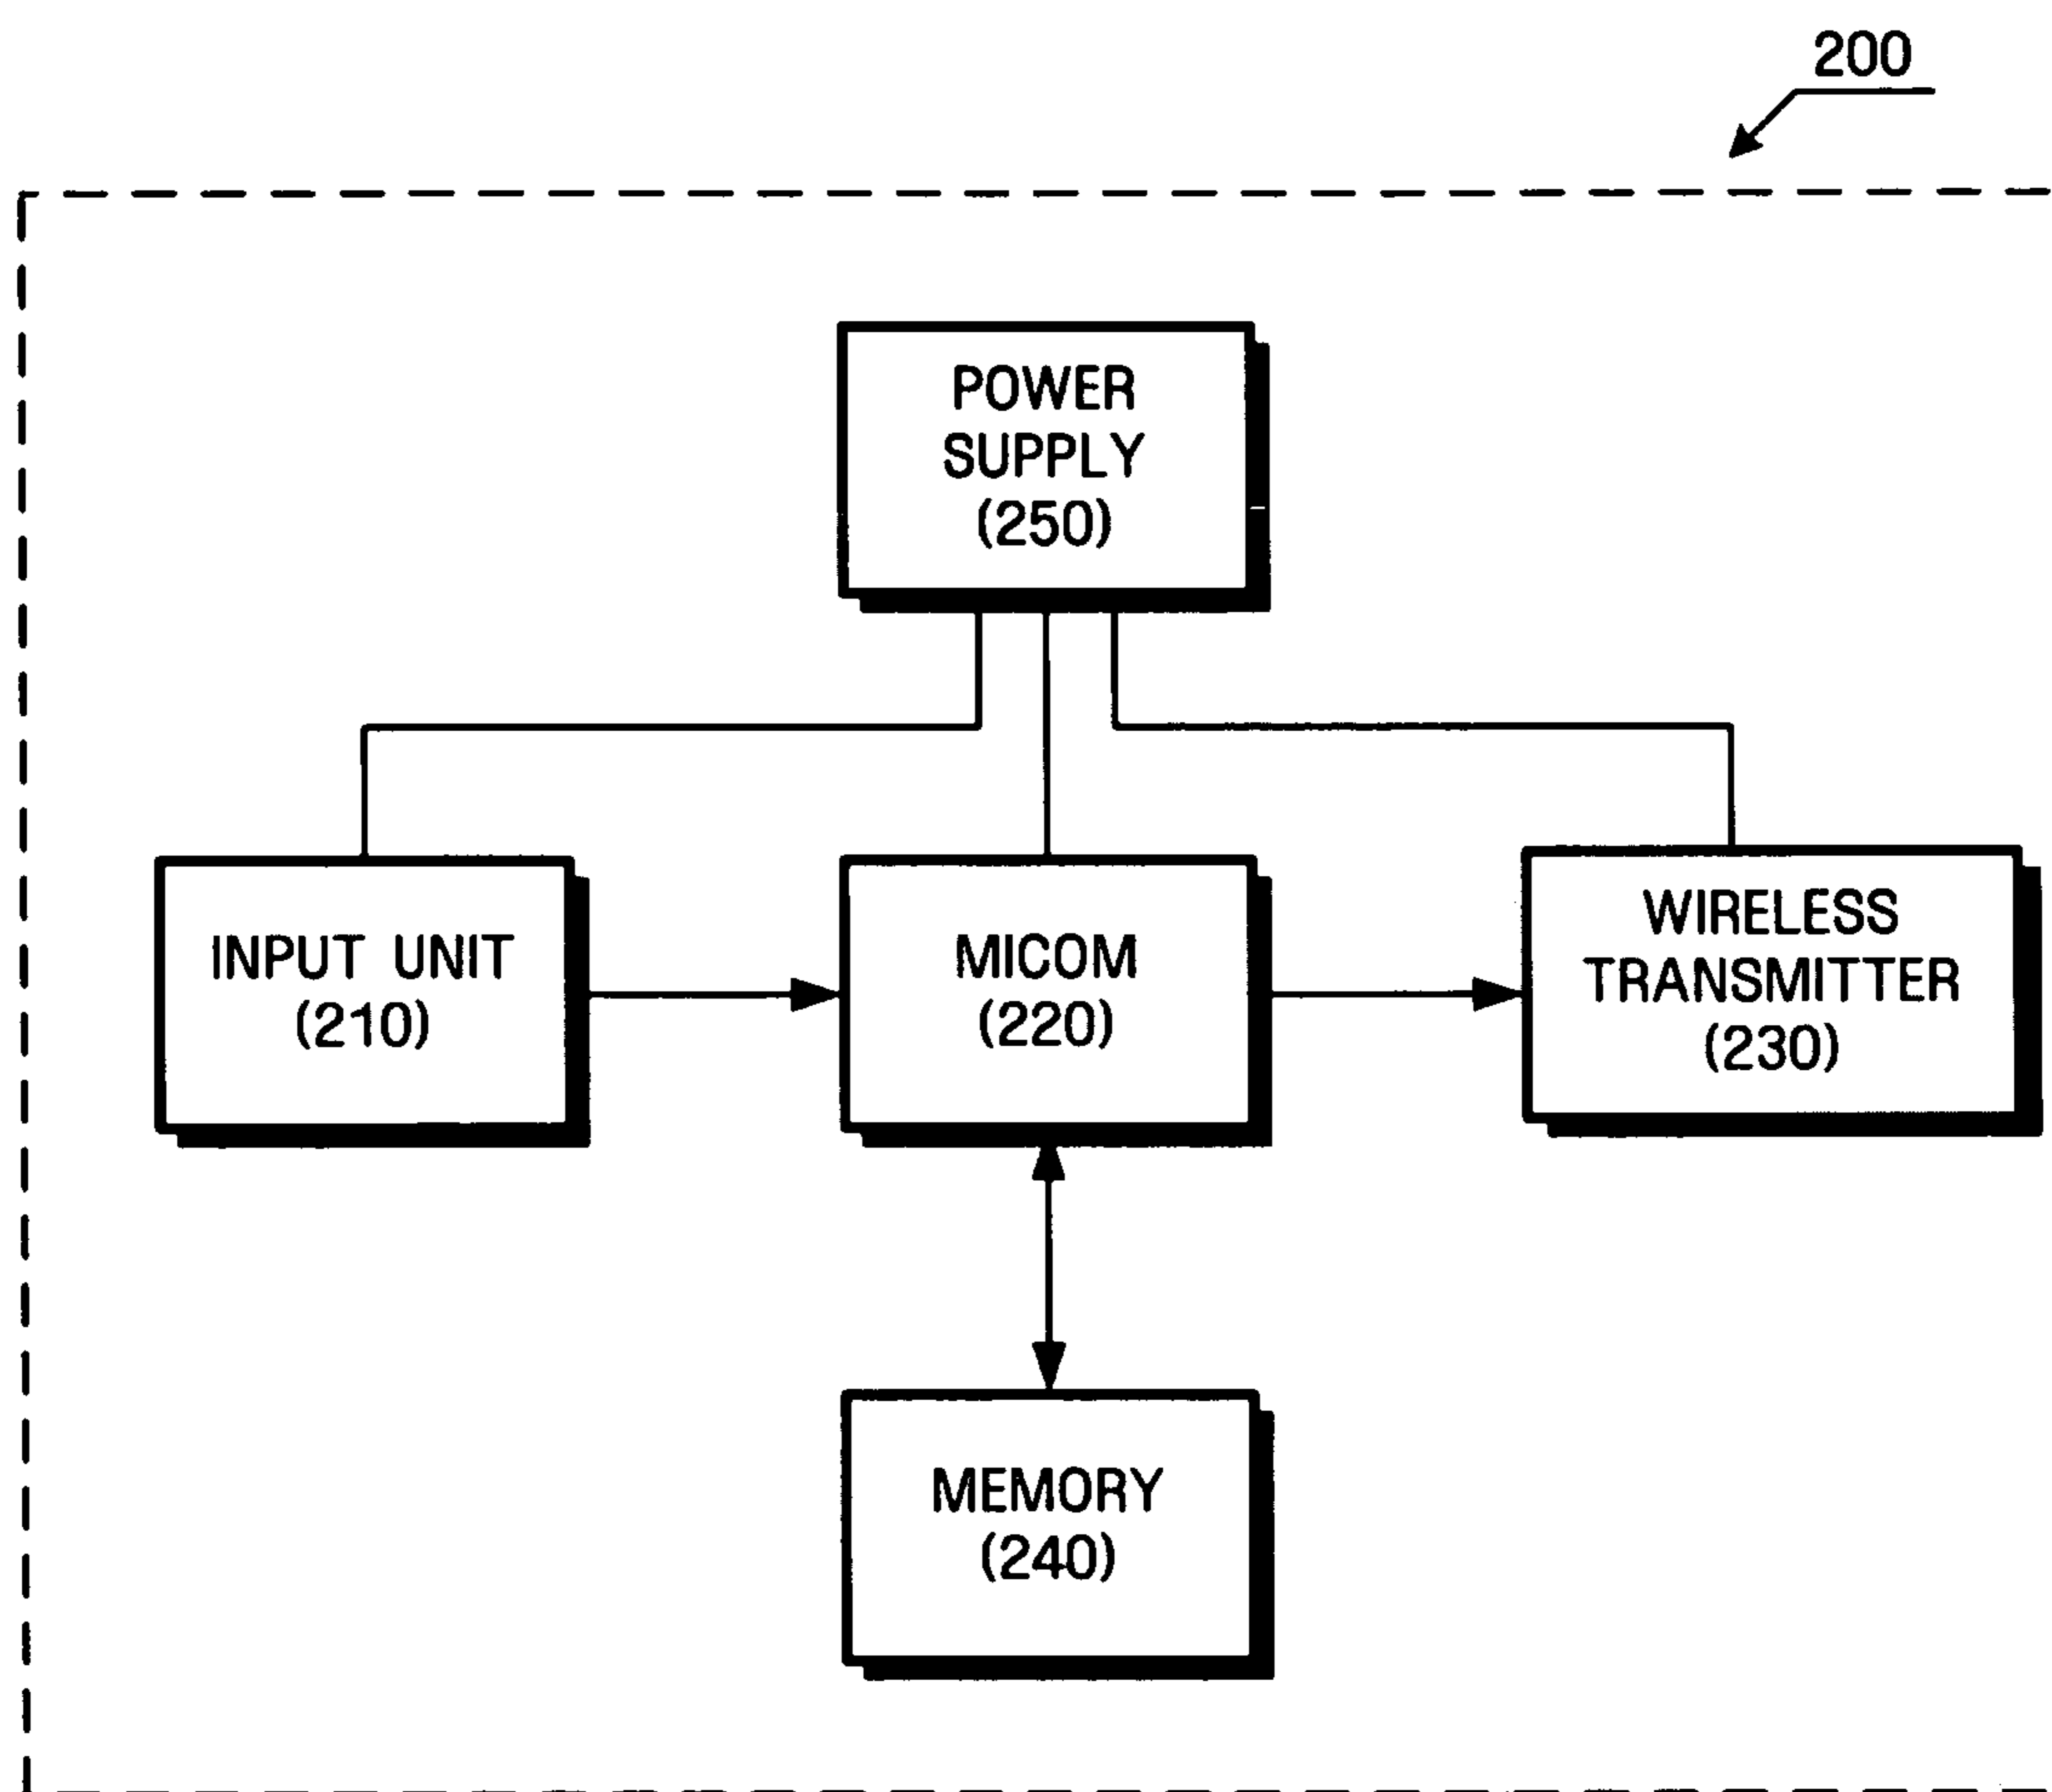 200
POWER
SUPPLY
(250)
INPUT UNIT
(210)
MICOM
(220)
WIRELESS
TRANSMITTER
(230)
MEMORY
(240)